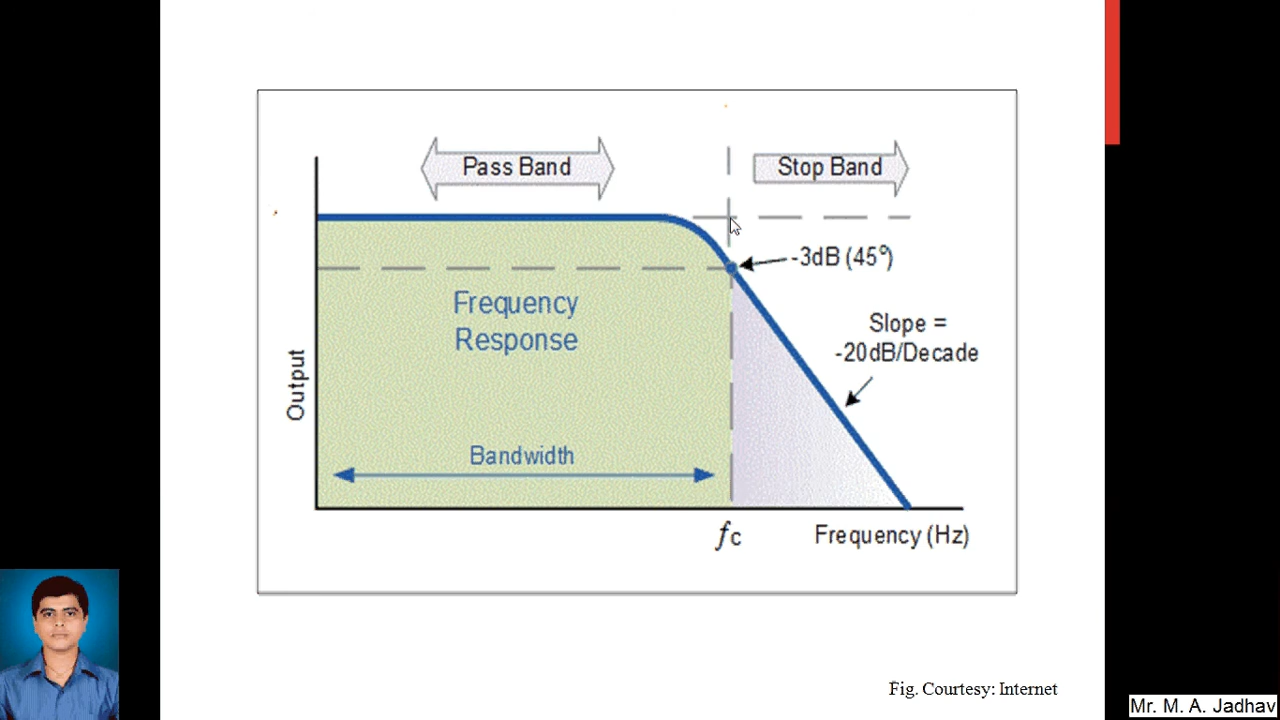 Pass Band
Stop Band
-3dB (45°)
Frequency
Response
Slope =
-20dB/Decade
Output
Bandwidth
fc
Frequency (Hz)
Fig. Courtesy: Internet
Mr. M. A. Jadhav